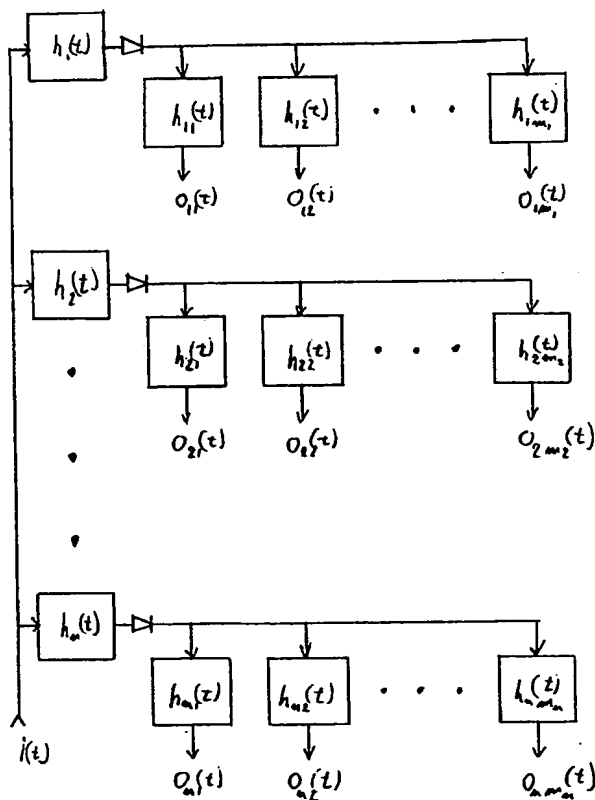 h₁(t)
h₁₁(t) h₁₂(t) . . . h₁ₘ₁(t)
O₁₁(t) O₁₂(t) O₁ₘ₁(t)
h₂(t)
h₂₁(t) h₂₂(t) . . . h₂ₘ₂(t)
O₂₁(t) O₂₂(t) O₂ₘ₂(t)
hₙ(t)
hₙ₁(t) hₙ₂(t) . . . hₙₘₙ(t)
i(t)
Oₙ₁(t) Oₙ₂(t) Oₙₘₙ(t)